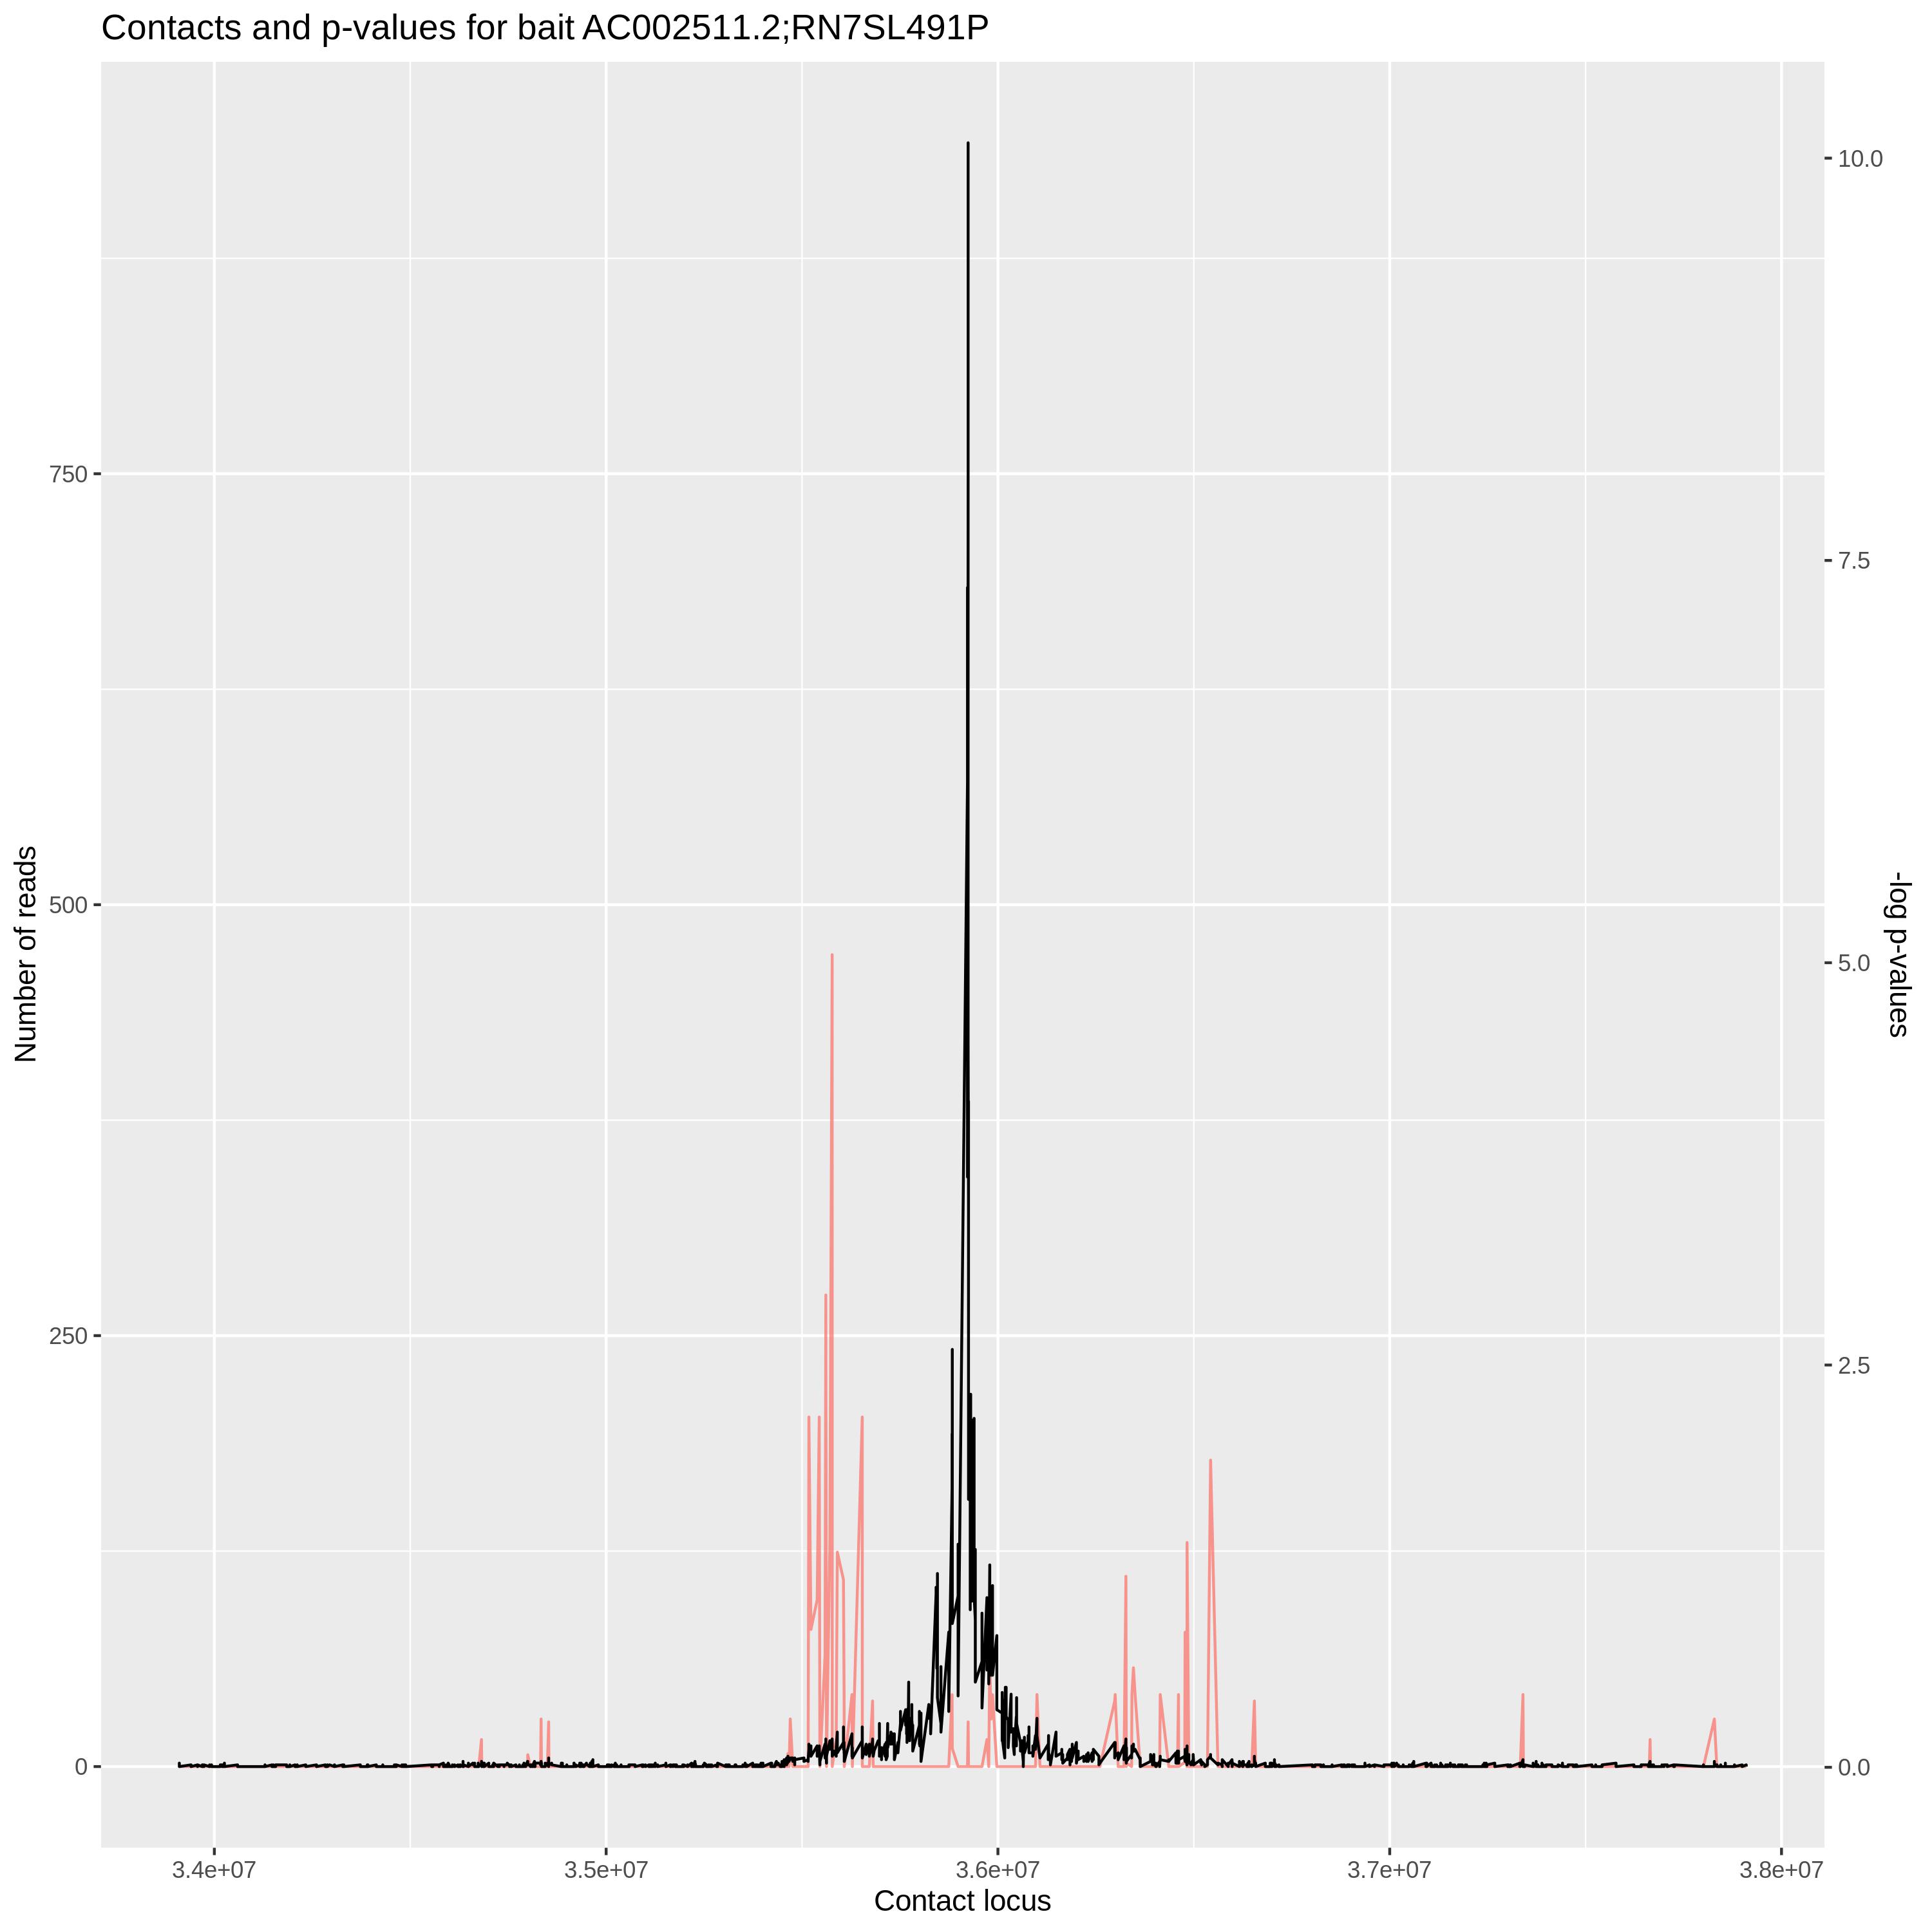 Contacts and p-values for bait AC002511.2;RN7SL491P
Number of reads
750
500
250
0
10.0
7.5
5.0
2.5
0.0
-log p-values
3.4e+07 3.5e+07 3.6e+07 3.7e+07 3.8e+07
Contact locus